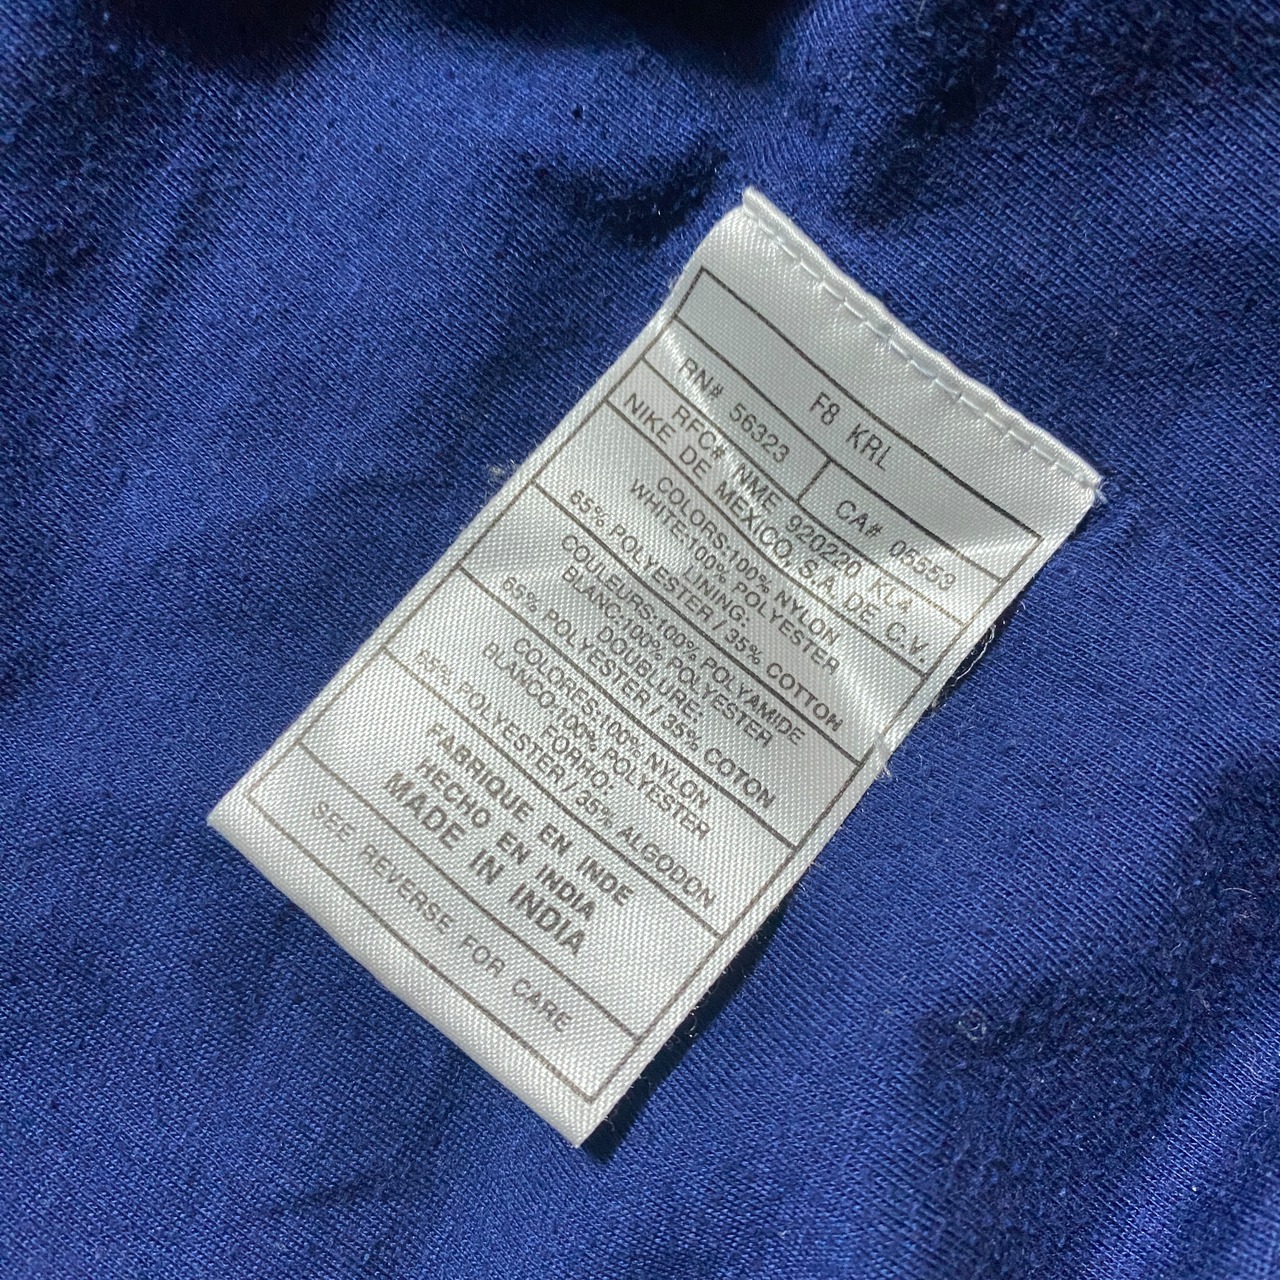 F8 KRL
RN# 56323 CA# 05553
RFC# NME 920220 KLA
NIKE DE MEXICO, S.A. DE C.V.
COLORS:100% NYLON
WHITE:100% POLYESTER
LINING:
65% POLYESTER / 35% COTTON
COULEURS:100% POLYAMIDE
BLANC:100% POLYESTER
DOUBLURE:
65% POLYESTER / 35% COTON
COLORES:100% NYLON
BLANCO:100% POLYESTER
FORRO:
65% POLYESTER / 35% ALGODON
FABRIQUE EN INDE
HECHO EN INDIA
MADE IN INDIA
SEE REVERSE FOR CARE